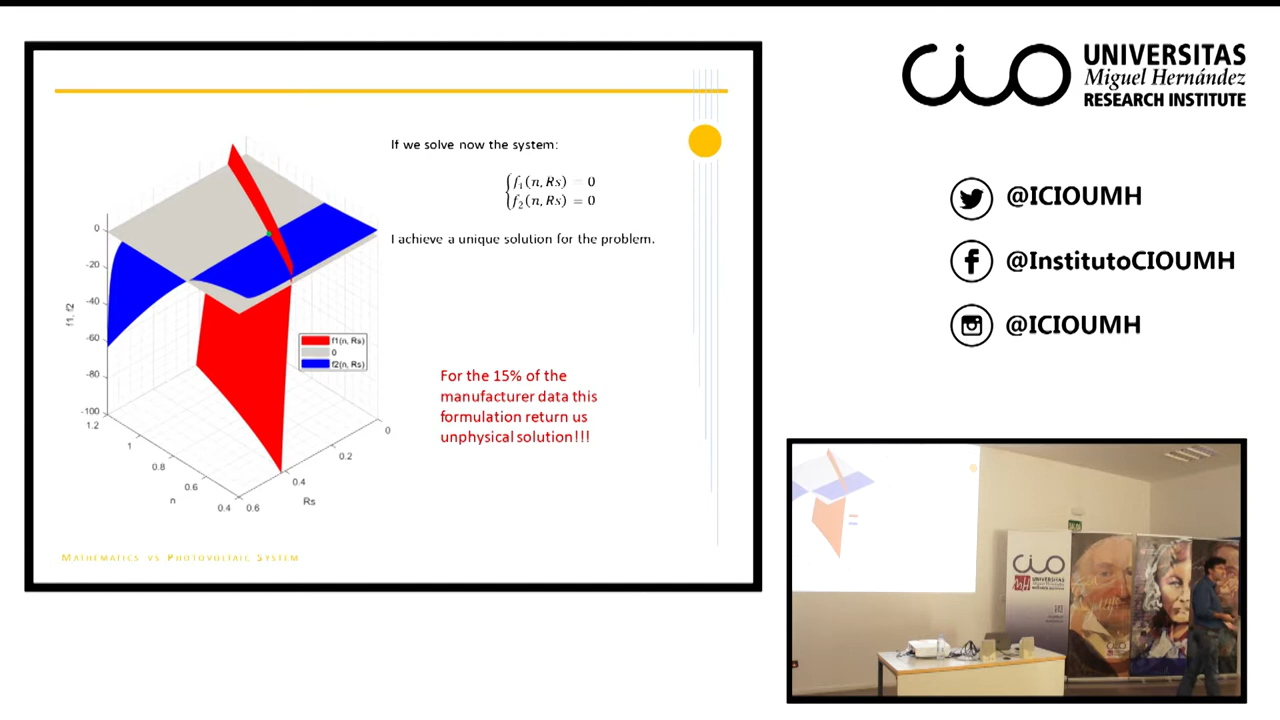 If we solve now the system:
f₁(n, Rs) = 0
f₂(n, Rs) = 0
I achieve a unique solution for the problem.
f1, f2
0
-20
-40
-60
-80
-100
1.2
1
0.8
0.6
0.4
n
0.6
0.4
0.2
0
Rs
f1(n, Rs)
0
f2(n, Rs)
For the 15% of the
manufacturer data this
formulation return us
unphysical solution!!!
MATHEMATICS VS PHOTOVOLTAIC SYSTEM
cio
UNIVERSITAS
Miguel Hernández
RESEARCH INSTITUTE
@ICIOUMH
@InstitutoCIOUMH
@ICIOUMH
cio
UNIVERSITAS